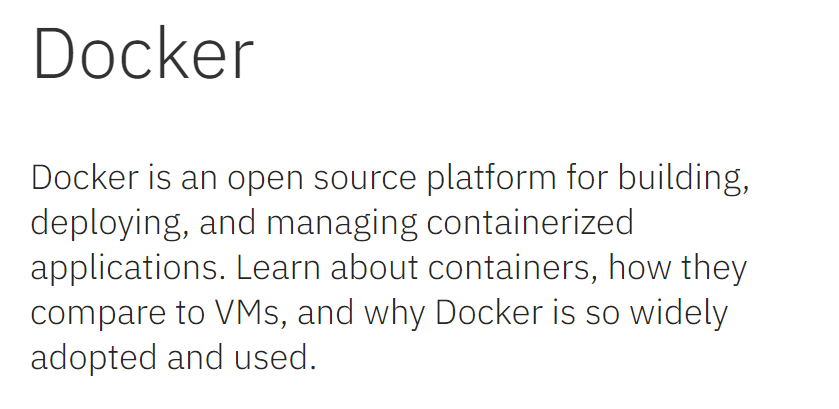 Docker
Docker is an open source platform for building,
deploying, and managing containerized
applications. Learn about containers, how they
compare to VMs, and why Docker is so widely
adopted and used.